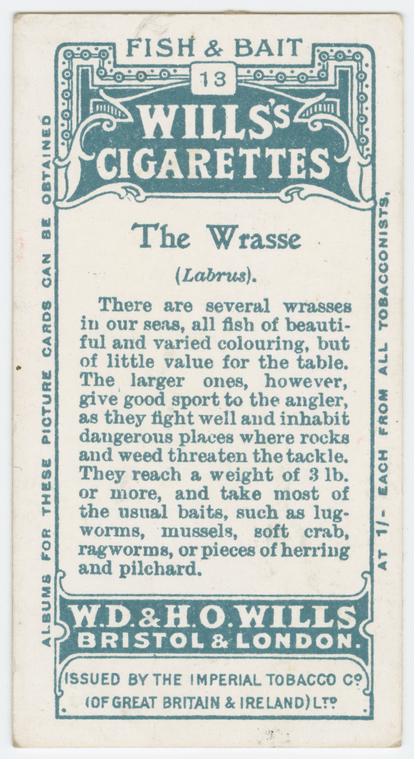 FISH & BAIT
13
WILLS'S
CIGARETTES
The Wrasse
(Labrus).
There are several wrasses
in our seas, all fish of beauti-
ful and varied colouring, but
of little value for the table.
The larger ones, however,
give good sport to the angler,
as they fight well and inhabit
dangerous places where rocks
and weed threaten the tackle.
They reach a weight of 3 lb.
or more, and take most of
the usual baits, such as lug-
worms, mussels, soft crab,
ragworms, or pieces of herring
and pilchard.
W.D. & H.O. WILLS
BRISTOL & LONDON.
ISSUED BY THE IMPERIAL TOBACCO Co
(OF GREAT BRITAIN & IRELAND) LTD
ALBUMS FOR THESE PICTURE CARDS CAN BE OBTAINED
AT 1/- EACH FROM ALL TOBACCONISTS,